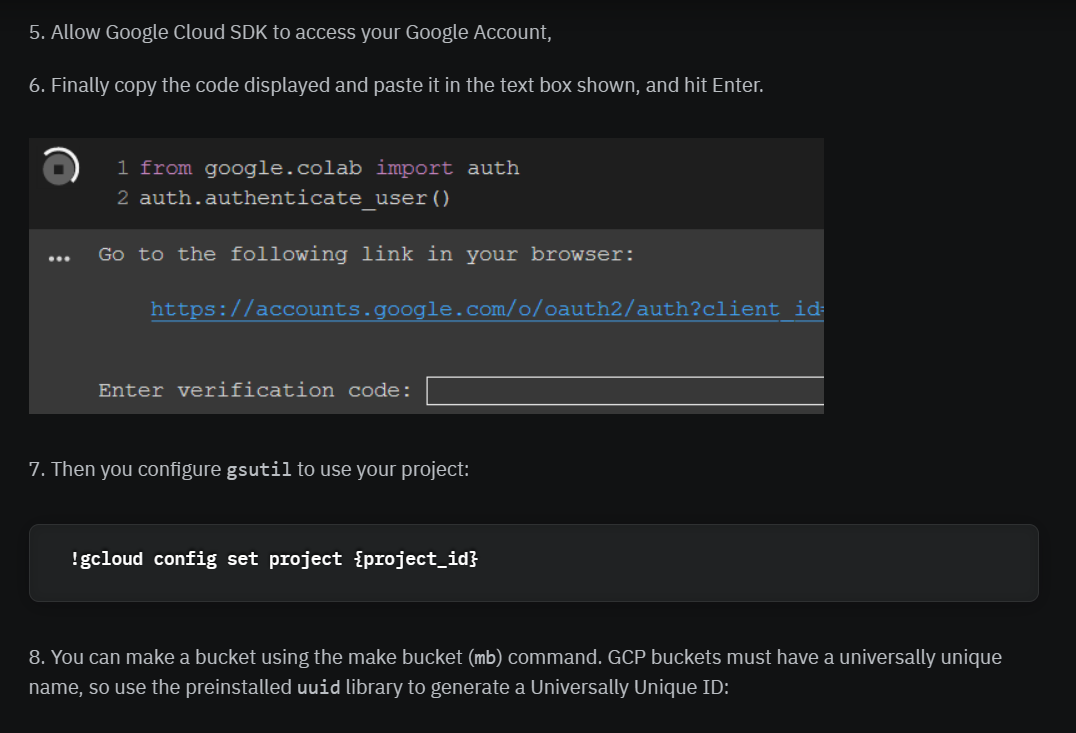 5. Allow Google Cloud SDK to access your Google Account,
6. Finally copy the code displayed and paste it in the text box shown, and hit Enter.
1 from google.colab import auth
2 auth.authenticate_user()
... Go to the following link in your browser:
https://accounts.google.com/o/oauth2/auth?client_id=
Enter verification code:
7. Then you configure gsutil to use your project:
!gcloud config set project {project_id}
8. You can make a bucket using the make bucket (mb) command. GCP buckets must have a universally unique
name, so use the preinstalled uuid library to generate a Universally Unique ID: